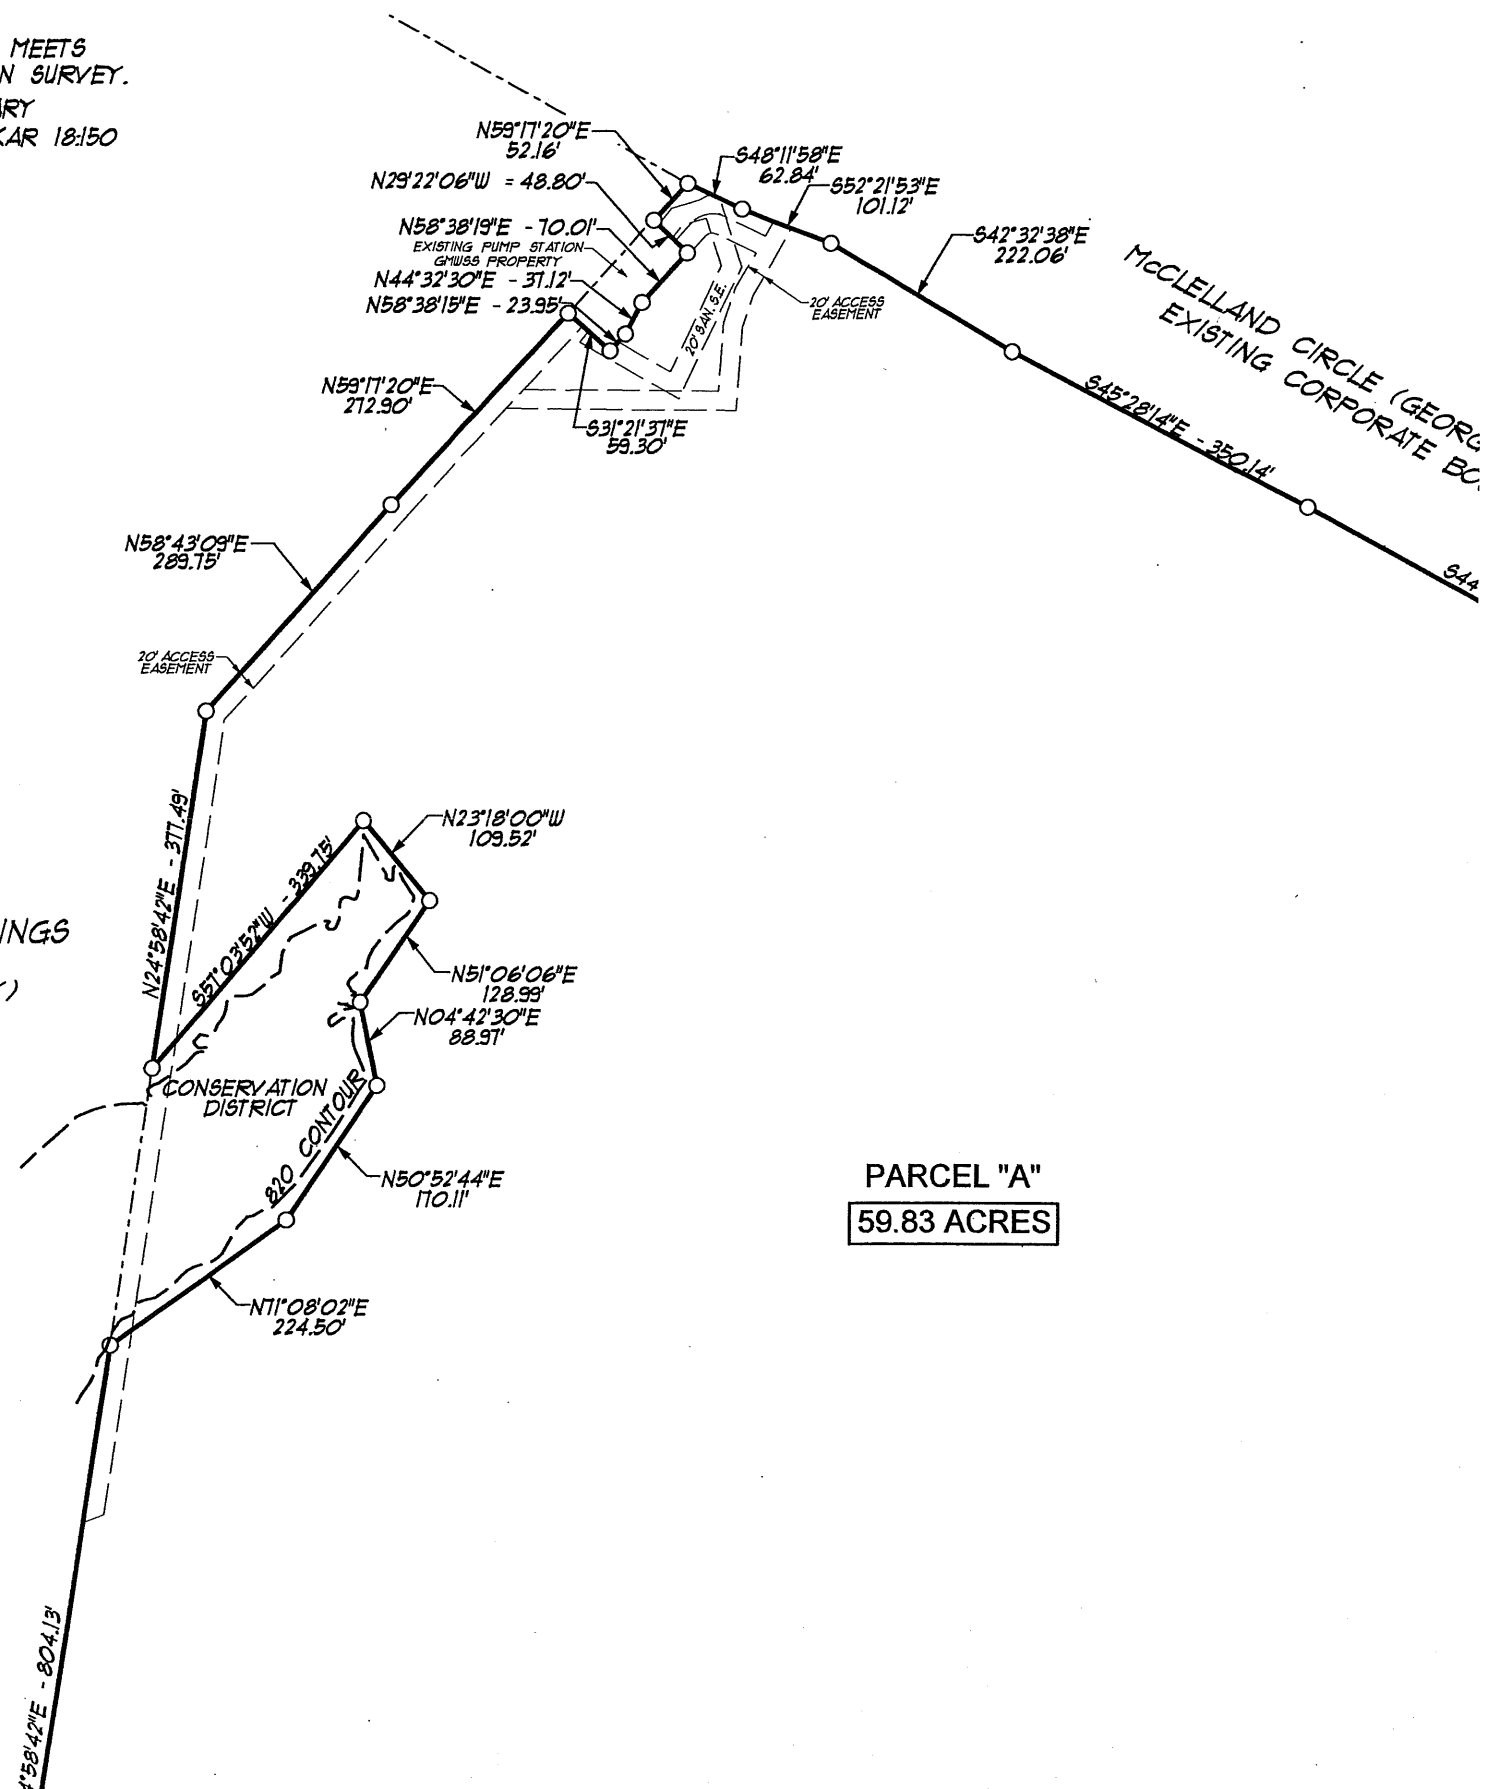 MEETS
N SURVEY.
ARY
KAR 18:150
N59°17'20"E
52.16'
S48°11'58"E
62.84'
N29°22'06"W = 48.80'
S52°21'53"E
101.12'
N58°38'19"E - 70.01'
EXISTING PUMP STATION
GMWSS PROPERTY
N44°32'30"E - 37.12'
N58°38'15"E - 23.95'
S42°32'38"E
222.06'
McCLELLAND CIRCLE (GEORG
EXISTING CORPORATE BO
20' SAN. S.E.
20' ACCESS
EASEMENT
N59°17'20"E
272.90'
S31°21'37"E
59.30'
S45°28'14"E - 350.14'
S44
N58°43'09"E
289.75'
20' ACCESS
EASEMENT
N24°58'42"E - 377.49'
S57°03'52"W - 339.75'
N23°18'00"W
109.52'
INGS
N51°06'06"E
128.99'
N04°42'30"E
88.97'
CONSERVATION
DISTRICT
820 CONTOUR
N50°52'44"E
170.11'
PARCEL "A"
59.83 ACRES
N71°08'02"E
224.50'
4°58'42"E - 804.13'